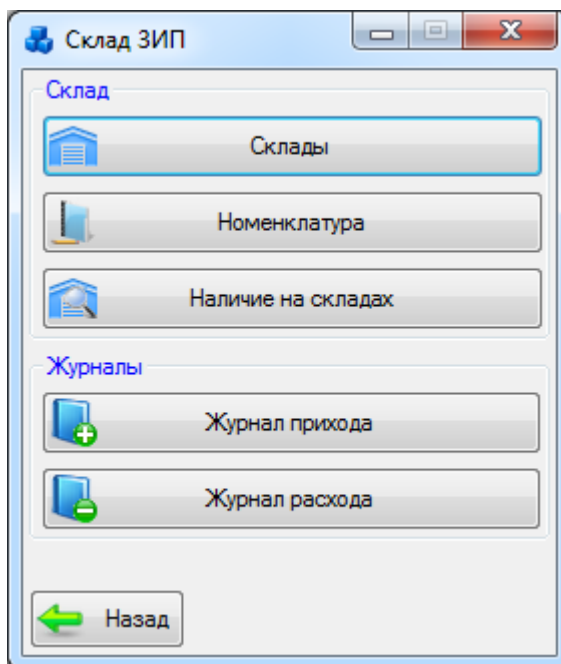 Склад ЗИП
Склад
Склады
Номенклатура
Наличие на складах
Журналы
Журнал прихода
Журнал расхода
Назад